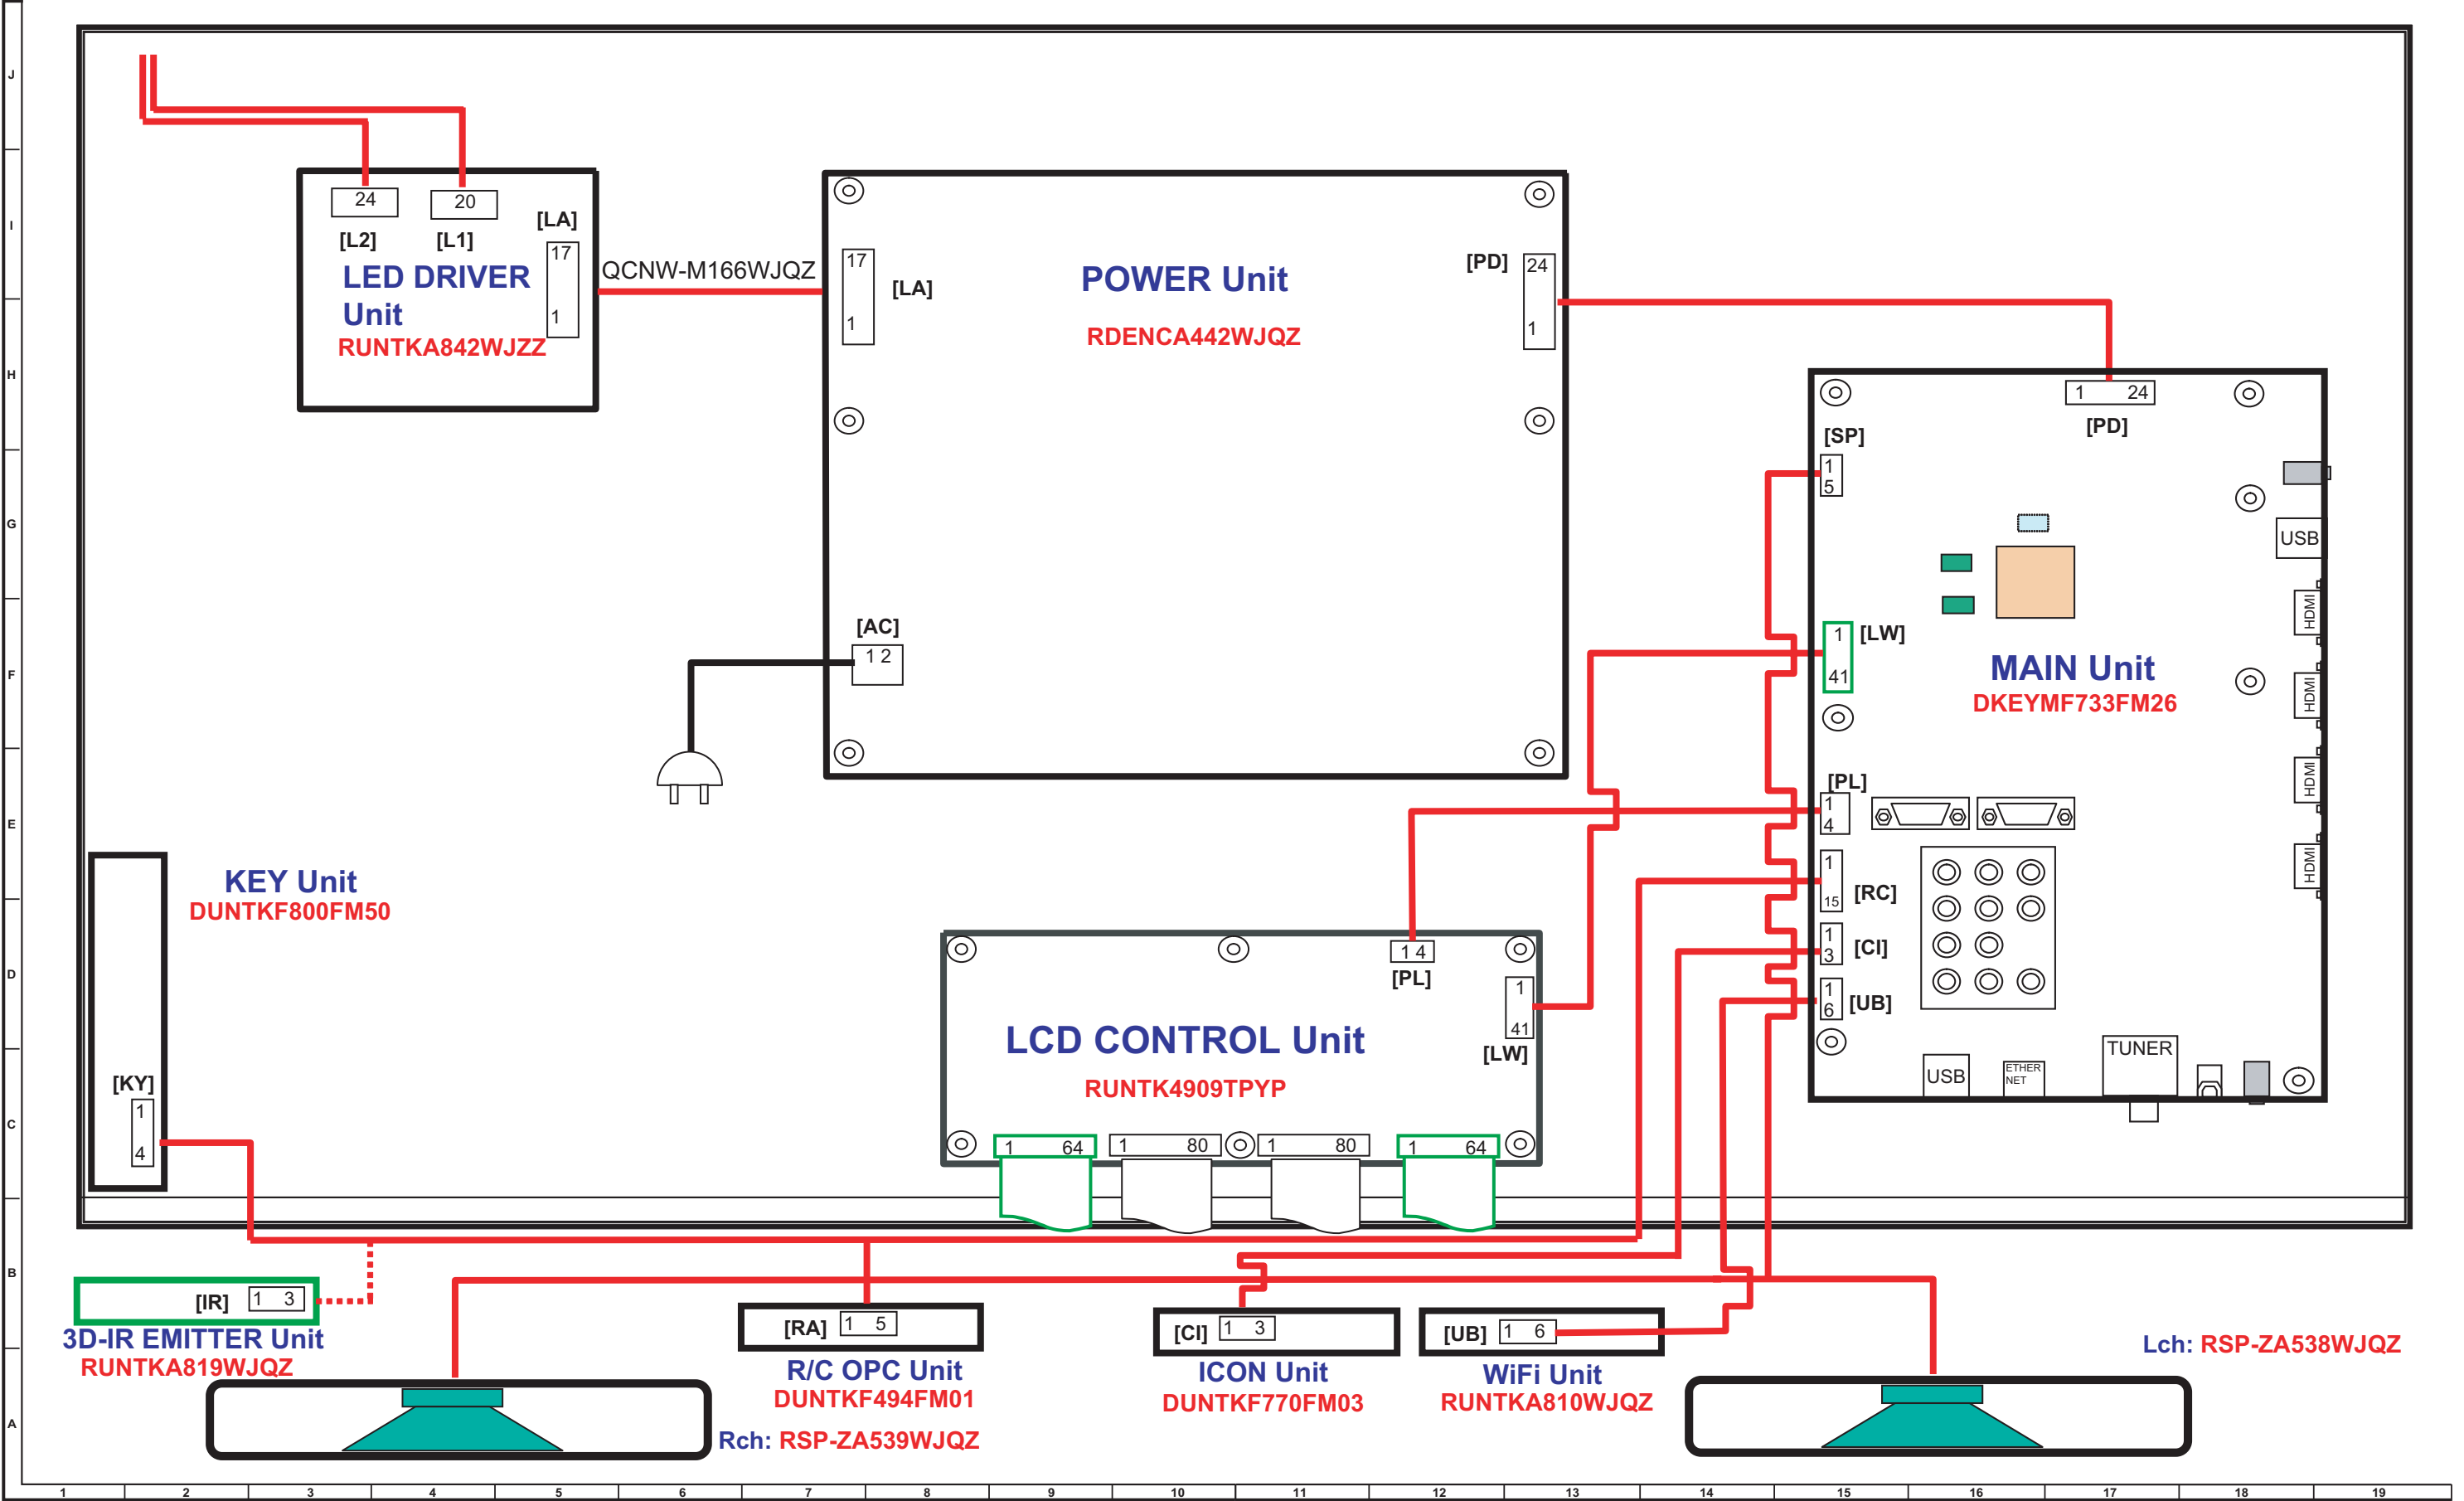 J
I
H
G
F
E
D
C
B
A
24
[L2]
20
[L1]
[LA]
17
1
LED DRIVER
Unit
RUNTKA842WJZZ
QCNW-M166WJQZ
17
1
[LA]
POWER Unit
RDENCA442WJQZ
[PD]
24
1
[AC]
1 2
1 24
[PD]
[SP]
1
5
USB
HDMI
HDMI
HDMI
HDMI
1
41
[LW]
MAIN Unit
DKEYMF733FM26
[PL]
1
4
1
15
[RC]
1
3
[CI]
1
6
[UB]
USB
ETHER
NET
TUNER
KEY Unit
DUNTKF800FM50
[KY]
1
4
1 4
[PL]
1
41
[LW]
LCD CONTROL Unit
RUNTK4909TPYP
1 64
1 80
1 80
1 64
[IR] 1 3
3D-IR EMITTER Unit
RUNTKA819WJQZ
[RA] 1 5
R/C OPC Unit
DUNTKF494FM01
Rch: RSP-ZA539WJQZ
[CI] 1 3
ICON Unit
DUNTKF770FM03
[UB] 1 6
WiFi Unit
RUNTKA810WJQZ
Lch: RSP-ZA538WJQZ
1 2 3 4 5 6 7 8 9 10 11 12 13 14 15 16 17 18 19